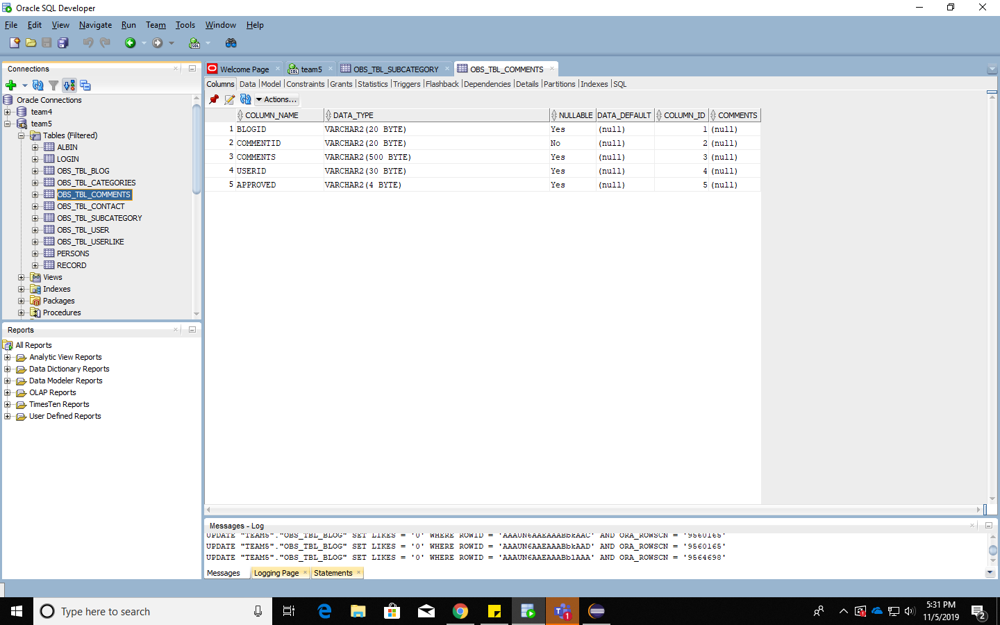 Oracle SQL Developer
File Edit View Navigate Run Team Tools Window Help
Connections
Oracle Connections
team4
team5
Tables (Filtered)
ALBIN
LOGIN
OBS_TBL_BLOG
OBS_TBL_CATEGORIES
OBS_TBL_COMMENTS
OBS_TBL_CONTACT
OBS_TBL_SUBCATEGORY
OBS_TBL_USER
OBS_TBL_USERLIKE
PERSONS
RECORD
Views
Indexes
Packages
Procedures
Reports
All Reports
Analytic View Reports
Data Dictionary Reports
Data Modeler Reports
OLAP Reports
TimesTen Reports
User Defined Reports
Welcome Page team5 OBS_TBL_SUBCATEGORY OBS_TBL_COMMENTS
Columns Data |Model |Constraints |Grants |Statistics |Triggers |Flashback |Dependencies |Details |Partitions |Indexes |SQL
Actions...
COLUMN_NAME DATA_TYPE NULLABLE DATA_DEFAULT COLUMN_ID COMMENTS
1 BLOGID VARCHAR2(20 BYTE) Yes (null) 1 (null)
2 COMMENTID VARCHAR2(20 BYTE) No (null) 2 (null)
3 COMMENTS VARCHAR2(500 BYTE) Yes (null) 3 (null)
4 USERID VARCHAR2(30 BYTE) Yes (null) 4 (null)
5 APPROVED VARCHAR2(4 BYTE) Yes (null) 5 (null)
Messages - Log
UPDATE "TEAM5"."OBS_TBL_BLOG" SET LIKES = '0' WHERE ROWID = 'AAAUN6AAEAAABbkAAC' AND ORA_ROWSCN = '9560165'
UPDATE "TEAM5"."OBS_TBL_BLOG" SET LIKES = '0' WHERE ROWID = 'AAAUN6AAEAAABbkAAD' AND ORA_ROWSCN = '9560165'
UPDATE "TEAM5"."OBS_TBL_BLOG" SET LIKES = '0' WHERE ROWID = 'AAAUN6AAEAAABblAAA' AND ORA_ROWSCN = '9564698'
Messages Logging Page Statements
Type here to search
1
5:31 PM
11/5/2019
2